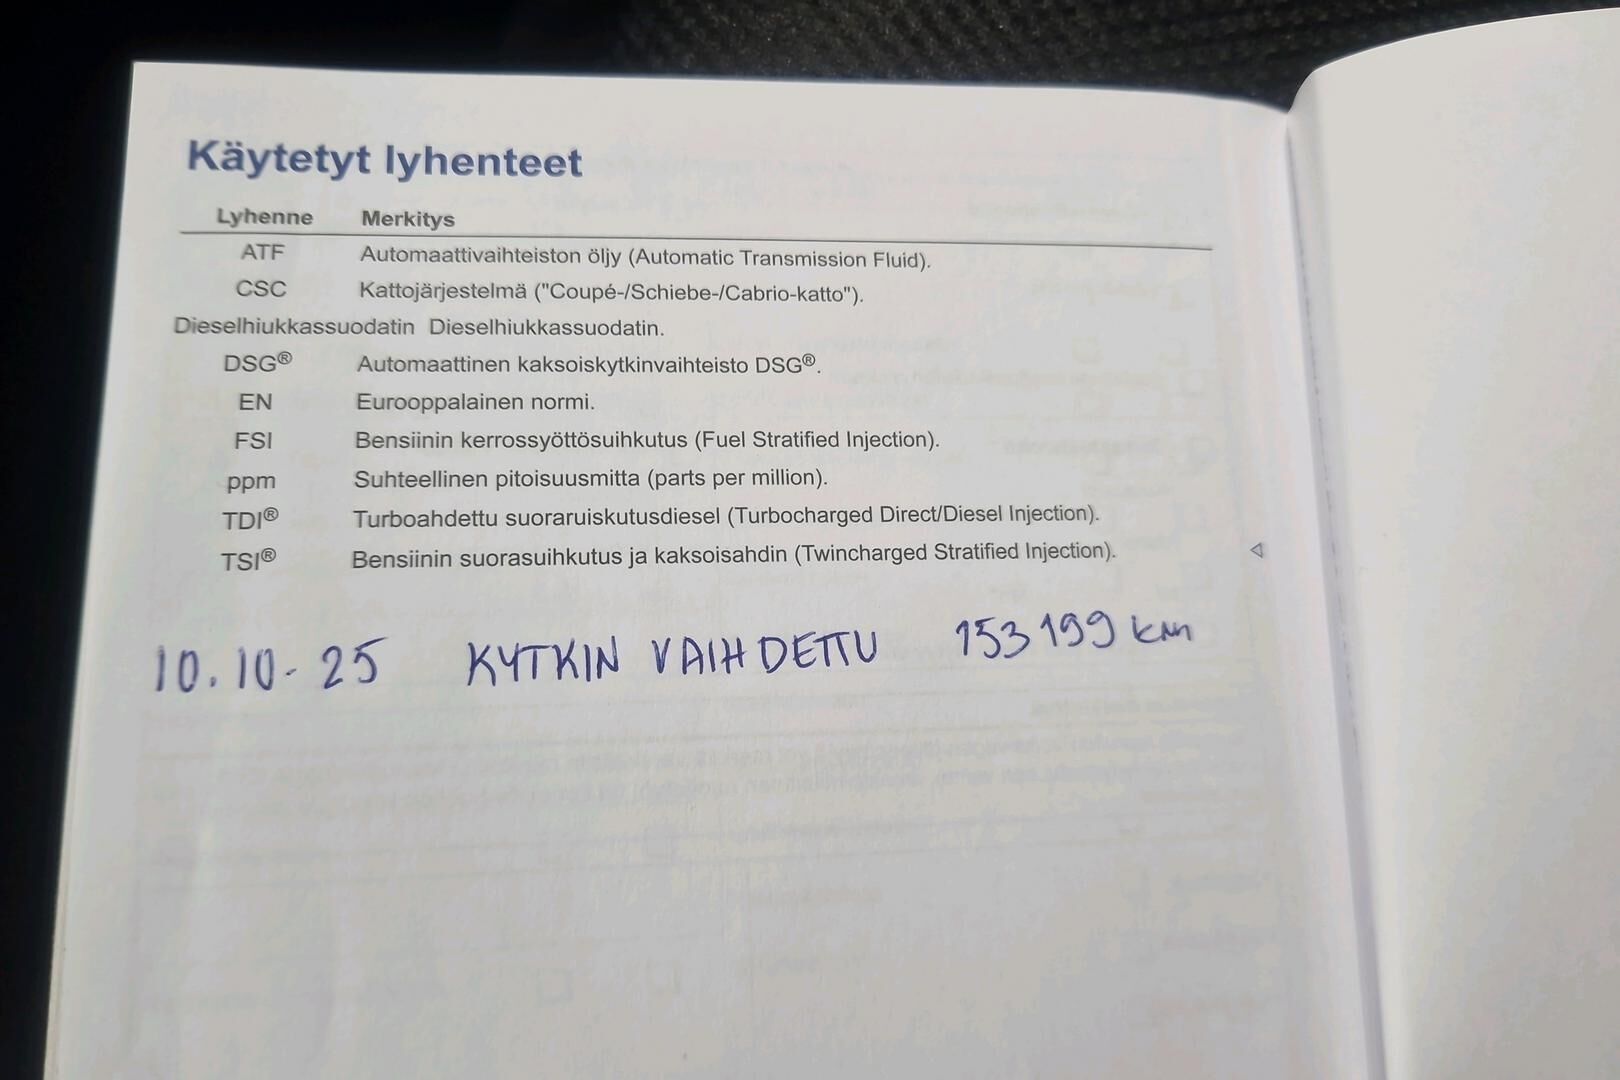 Käytetyt lyhenteet
Lyhenne Merkitys
ATF Automaattivaihteiston öljy (Automatic Transmission Fluid).
CSC Kattojärjestelmä ("Coupé-/Schiebe-/Cabrio-katto").
Dieselhiukkassuodatin Dieselhiukkassuodatin.
DSG® Automaattinen kaksoiskytkinvaihteisto DSG®.
EN Eurooppalainen normi.
FSI Bensiinin kerrossyöttösuihkutus (Fuel Stratified Injection).
ppm Suhteellinen pitoisuusmitta (parts per million).
TDI® Turboahdettu suoraruiskutusdiesel (Turbocharged Direct/Diesel Injection).
TSI® Bensiinin suorasuihkutus ja kaksoisahdin (Twincharged Stratified Injection).
10.10-25 KYTKIN VAIHDETTU 153 199 km